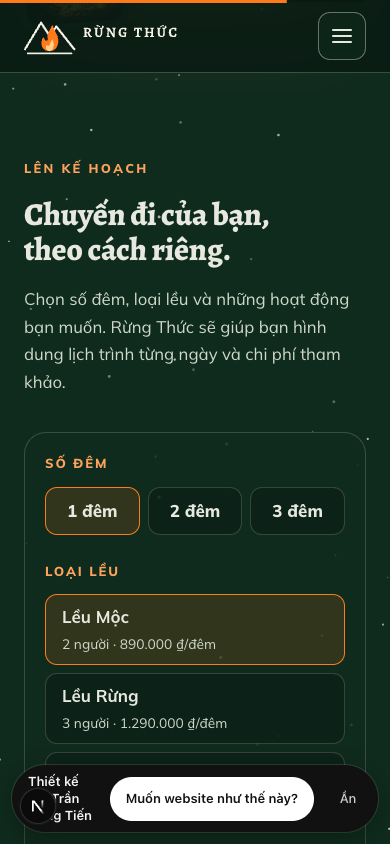 RỪNG THỨC
LÊN KẾ HOẠCH
Chuyến đi của bạn,
theo cách riêng.
Chọn số đêm, loại lều và những hoạt động
bạn muốn. Rừng Thức sẽ giúp bạn hình
dung lịch trình từng ngày và chi phí tham
khảo.
SỐ ĐÊM
1 đêm
2 đêm
3 đêm
LOẠI LỀU
Lều Mộc
2 người · 890.000 ₫/đêm
Lều Rừng
3 người · 1.290.000 ₫/đêm
Thiết kế
Trần
Tiến
N
Muốn website như thế này?
Ẩn